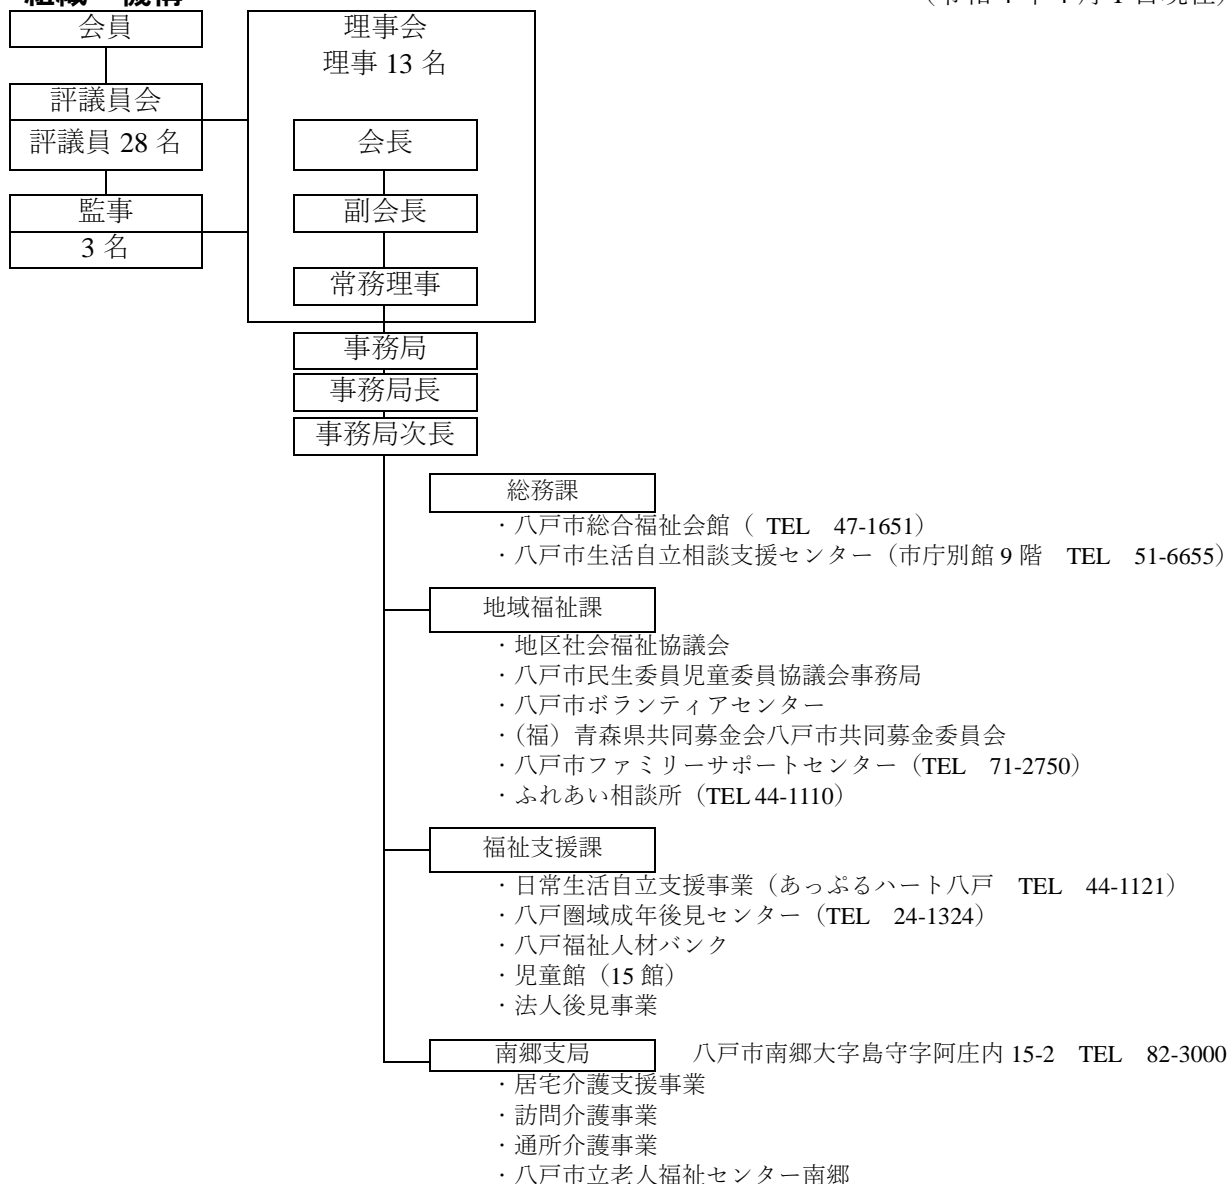 組織・機構
（令和4年4月1日現在）
会員
評議員会
評議員 28 名
監事
3 名
理事会
理事 13 名
会長
副会長
常務理事
事務局
事務局長
事務局次長
総務課
・八戸市総合福祉会館（ TEL　47-1651）
・八戸市生活自立相談支援センター（市庁別館 9 階　TEL　51-6655）
地域福祉課
・地区社会福祉協議会
・八戸市民生委員児童委員協議会事務局
・八戸市ボランティアセンター
・（福）青森県共同募金会八戸市共同募金委員会
・八戸市ファミリーサポートセンター（TEL　71-2750）
・ふれあい相談所（TEL 44-1110）
福祉支援課
・日常生活自立支援事業（あっぷるハート八戸　TEL　44-1121）
・八戸圏域成年後見センター（TEL　24-1324）
・八戸福祉人材バンク
・児童館（15 館）
・法人後見事業
南郷支局　八戸市南郷大字島守字阿庄内 15-2　TEL　82-3000
・居宅介護支援事業
・訪問介護事業
・通所介護事業
・八戸市立老人福祉センター南郷